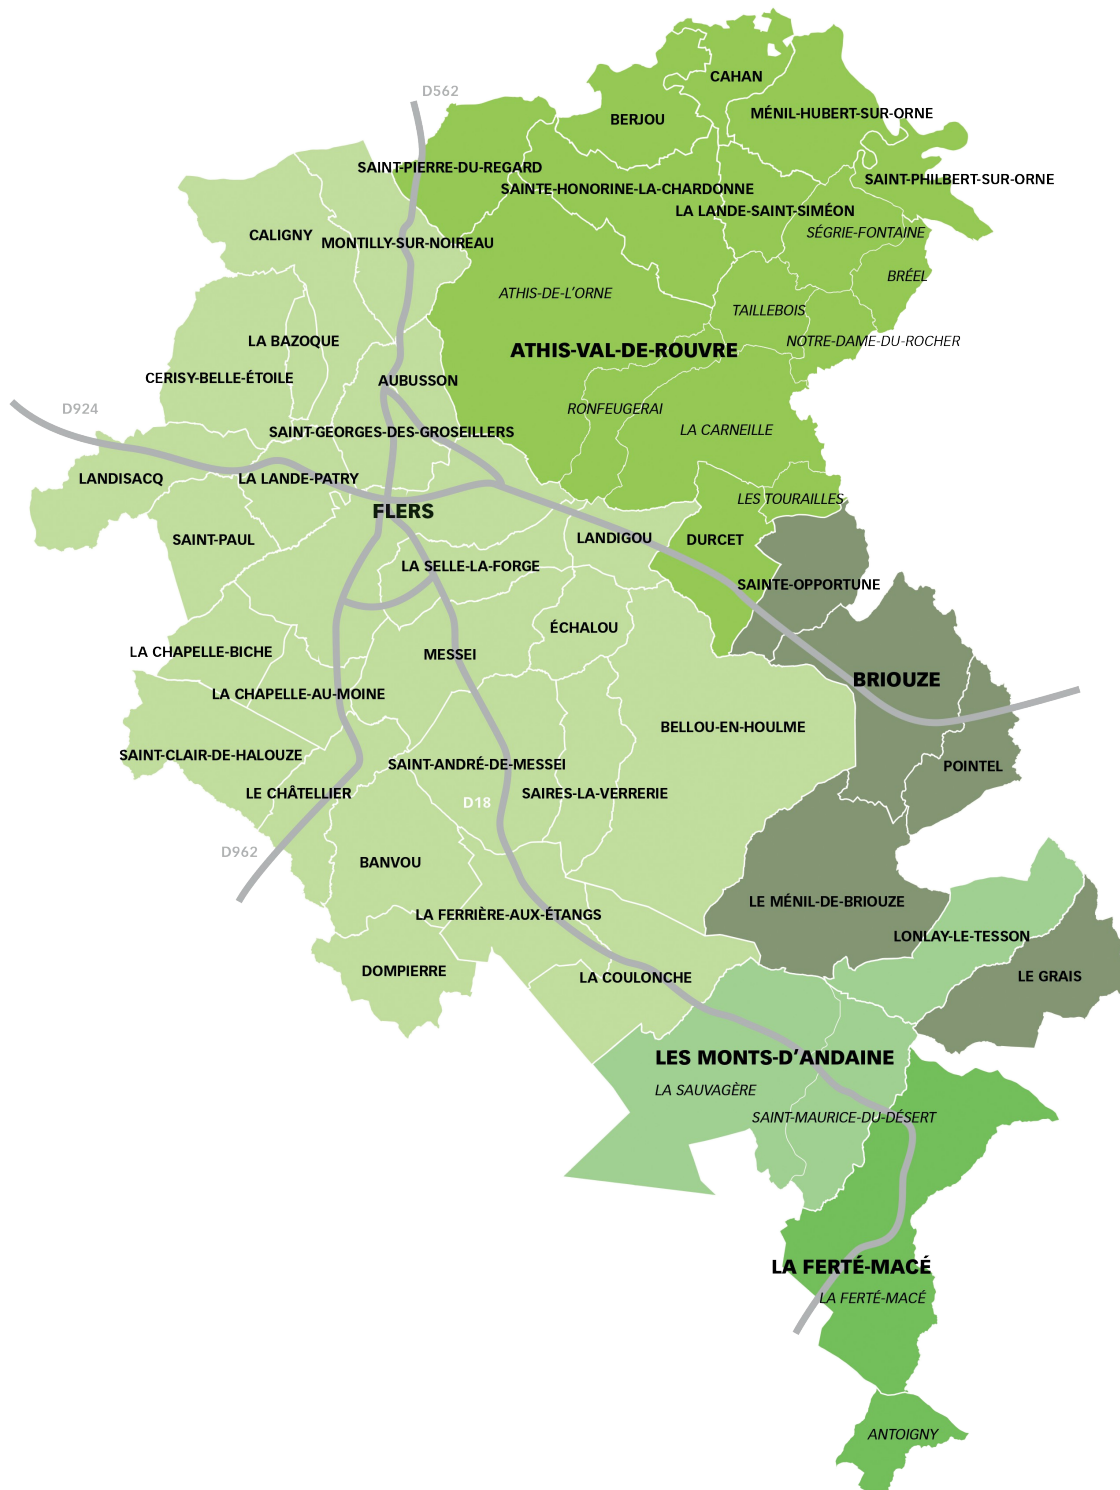 CAHAN
D562
MÉNIL-HUBERT-SUR-ORNE
BERJOU
SAINT-PIERRE-DU-REGARD
SAINT-PHILBERT-SUR-ORNE
SAINTE-HONORINE-LA-CHARDONNE
LA LANDE-SAINT-SIMÉON
SÉGRIE-FONTAINE
CALIGNY
MONTILLY-SUR-NOIREAU
BRÉEL
ATHIS-DE-L'ORNE
TAILLEBOIS
LA BAZOQUE
NOTRE-DAME-DU-ROCHER
ATHIS-VAL-DE-ROUVRE
CERISY-BELLE-ÉTOILE
AUBUSSON
D924
RONFEUGERAI
LA CARNEILLE
SAINT-GEORGES-DES-GROSEILLERS
LANDISACQ
LA LANDE-PATRY
LES TOURAILLES
FLERS
SAINT-PAUL
LANDIGOU
DURCET
LA SELLE-LA-FORGE
SAINTE-OPPORTUNE
ÉCHALOU
LA CHAPELLE-BICHE
MESSEI
BRIOUZE
LA CHAPELLE-AU-MOINE
BELLOU-EN-HOULME
SAINT-CLAIR-DE-HALOUZE
SAINT-ANDRÉ-DE-MESSEI
POINTEL
LE CHÂTELLIER
SAIRES-LA-VERRERIE
D18
D962
BANVOU
LE MÉNIL-DE-BRIOUZE
LA FERRIÈRE-AUX-ÉTANGS
LONLAY-LE-TESSON
DOMPIERRE
LA COULONCHE
LE GRAIS
LES MONTS-D'ANDAINE
LA SAUVAGÈRE
SAINT-MAURICE-DU-DÉSERT
LA FERTÉ-MACÉ
LA FERTÉ-MACÉ
ANTOIGNY